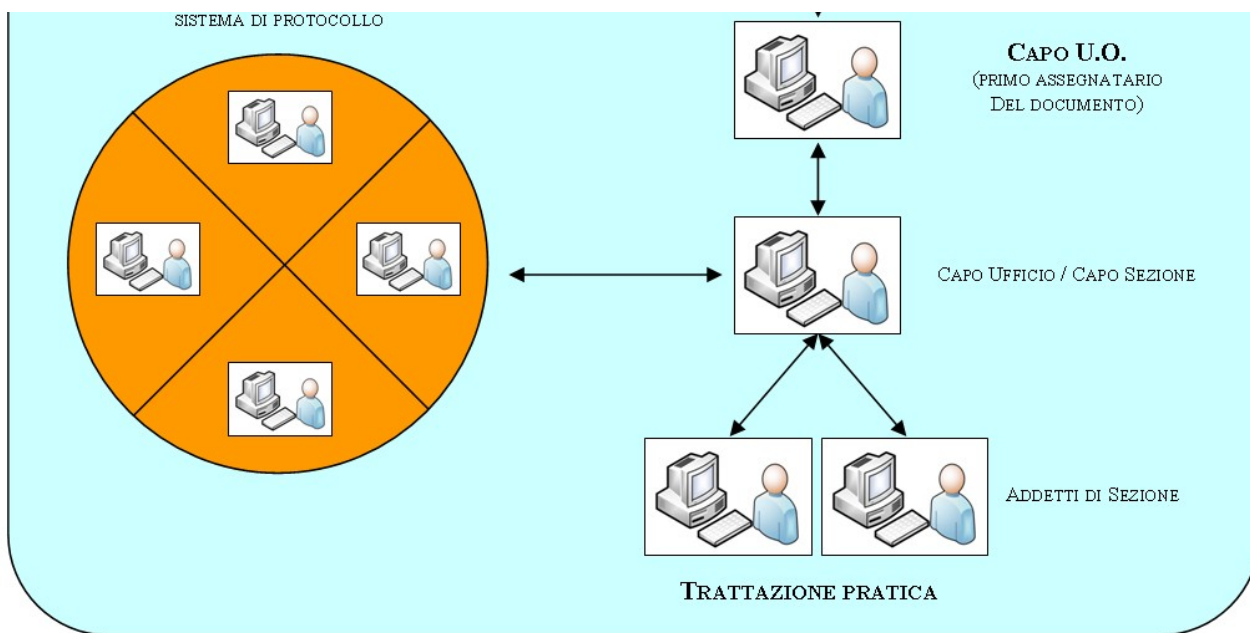 SISTEMA DI PROTOCOLLO
CAPO U.O.
(PRIMO ASSEGNATARIO
DEL DOCUMENTO)
CAPO UFFICIO / CAPO SEZIONE
ADDETTI DI SEZIONE
TRATTAZIONE PRATICA